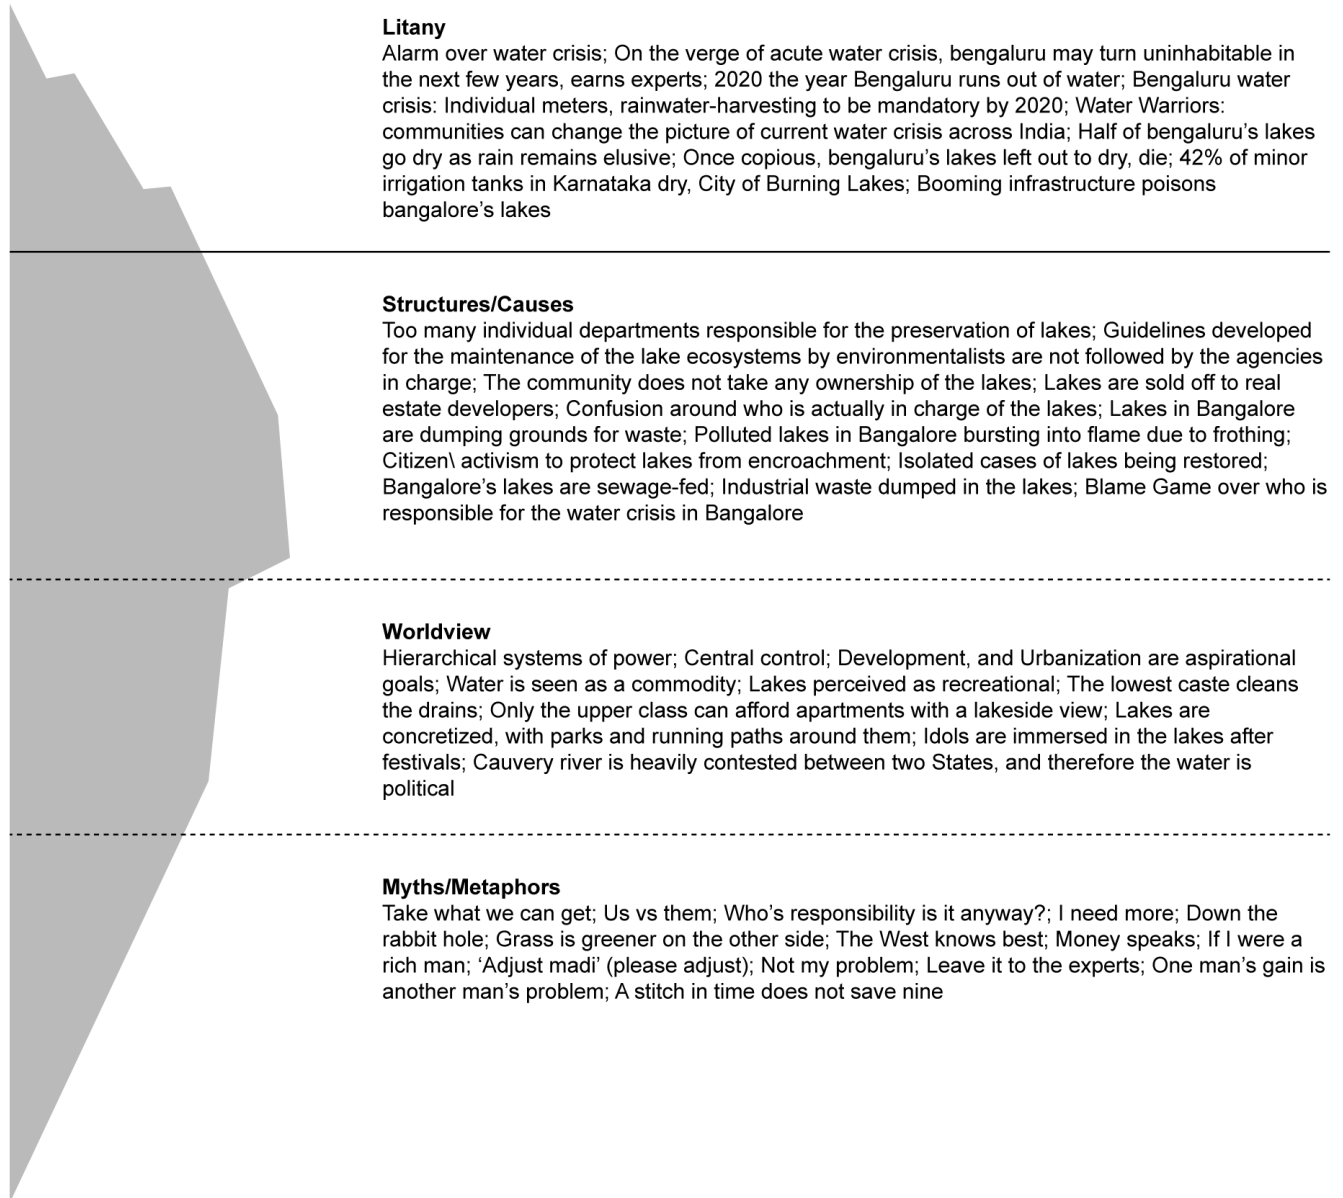 Litany
Alarm over water crisis; On the verge of acute water crisis, bengaluru may turn uninhabitable in
the next few years, earns experts; 2020 the year Bengaluru runs out of water; Bengaluru water
crisis: Individual meters, rainwater-harvesting to be mandatory by 2020; Water Warriors:
communities can change the picture of current water crisis across India; Half of bengaluru’s lakes
go dry as rain remains elusive; Once copious, bengaluru’s lakes left out to dry, die; 42% of minor
irrigation tanks in Karnataka dry, City of Burning Lakes; Booming infrastructure poisons
bangalore’s lakes
Structures/Causes
Too many individual departments responsible for the preservation of lakes; Guidelines developed
for the maintenance of the lake ecosystems by environmentalists are not followed by the agencies
in charge; The community does not take any ownership of the lakes; Lakes are sold off to real
estate developers; Confusion around who is actually in charge of the lakes; Lakes in Bangalore
are dumping grounds for waste; Polluted lakes in Bangalore bursting into flame due to frothing;
Citizen\ activism to protect lakes from encroachment; Isolated cases of lakes being restored;
Bangalore’s lakes are sewage-fed; Industrial waste dumped in the lakes; Blame Game over who is
responsible for the water crisis in Bangalore
Worldview
Hierarchical systems of power; Central control; Development, and Urbanization are aspirational
goals; Water is seen as a commodity; Lakes perceived as recreational; The lowest caste cleans
the drains; Only the upper class can afford apartments with a lakeside view; Lakes are
concretized, with parks and running paths around them; Idols are immersed in the lakes after
festivals; Cauvery river is heavily contested between two States, and therefore the water is
political
Myths/Metaphors
Take what we can get; Us vs them; Who’s responsibility is it anyway?; I need more; Down the
rabbit hole; Grass is greener on the other side; The West knows best; Money speaks; If I were a
rich man; ‘Adjust madi’ (please adjust); Not my problem; Leave it to the experts; One man’s gain is
another man’s problem; A stitch in time does not save nine